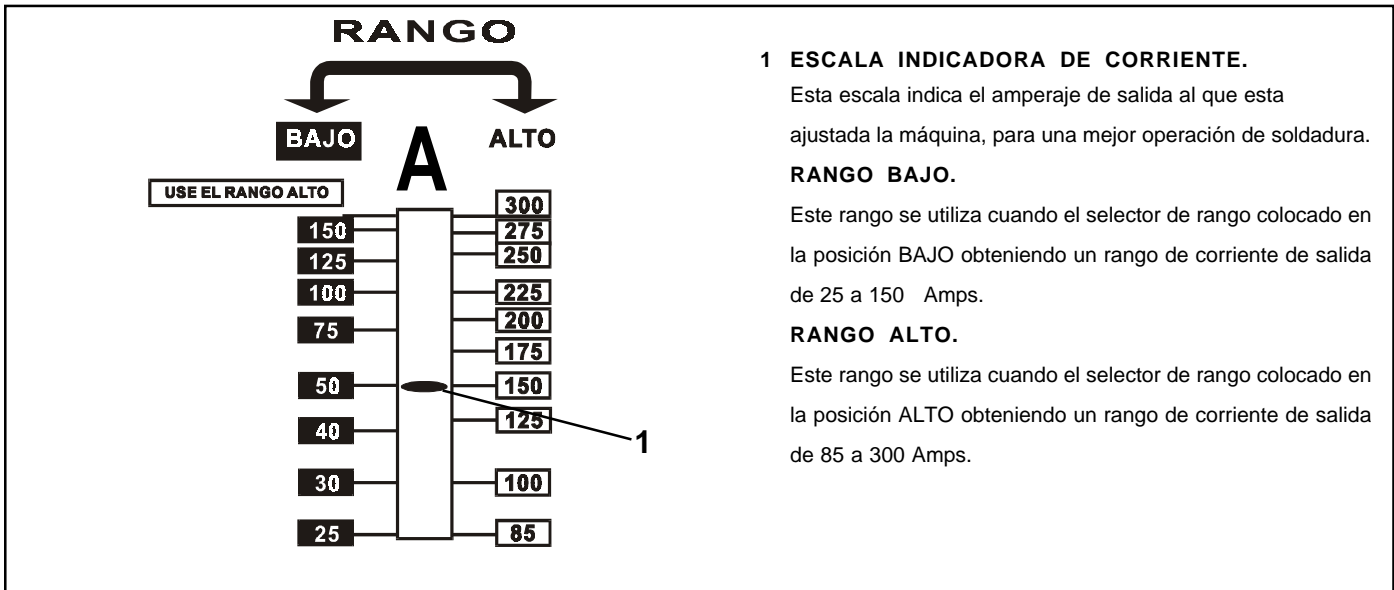 RANGO
BAJO
A
ALTO
USE EL RANGO ALTO
150
125
100
75
50
40
30
25
300
275
250
225
200
175
150
125
100
85
1
1 ESCALA INDICADORA DE CORRIENTE.
Esta escala indica el amperaje de salida al que esta
ajustada la máquina, para una mejor operación de soldadura.
RANGO BAJO.
Este rango se utiliza cuando el selector de rango colocado en
la posición BAJO obteniendo un rango de corriente de salida
de 25 a 150 Amps.
RANGO ALTO.
Este rango se utiliza cuando el selector de rango colocado en
la posición ALTO obteniendo un rango de corriente de salida
de 85 a 300 Amps.